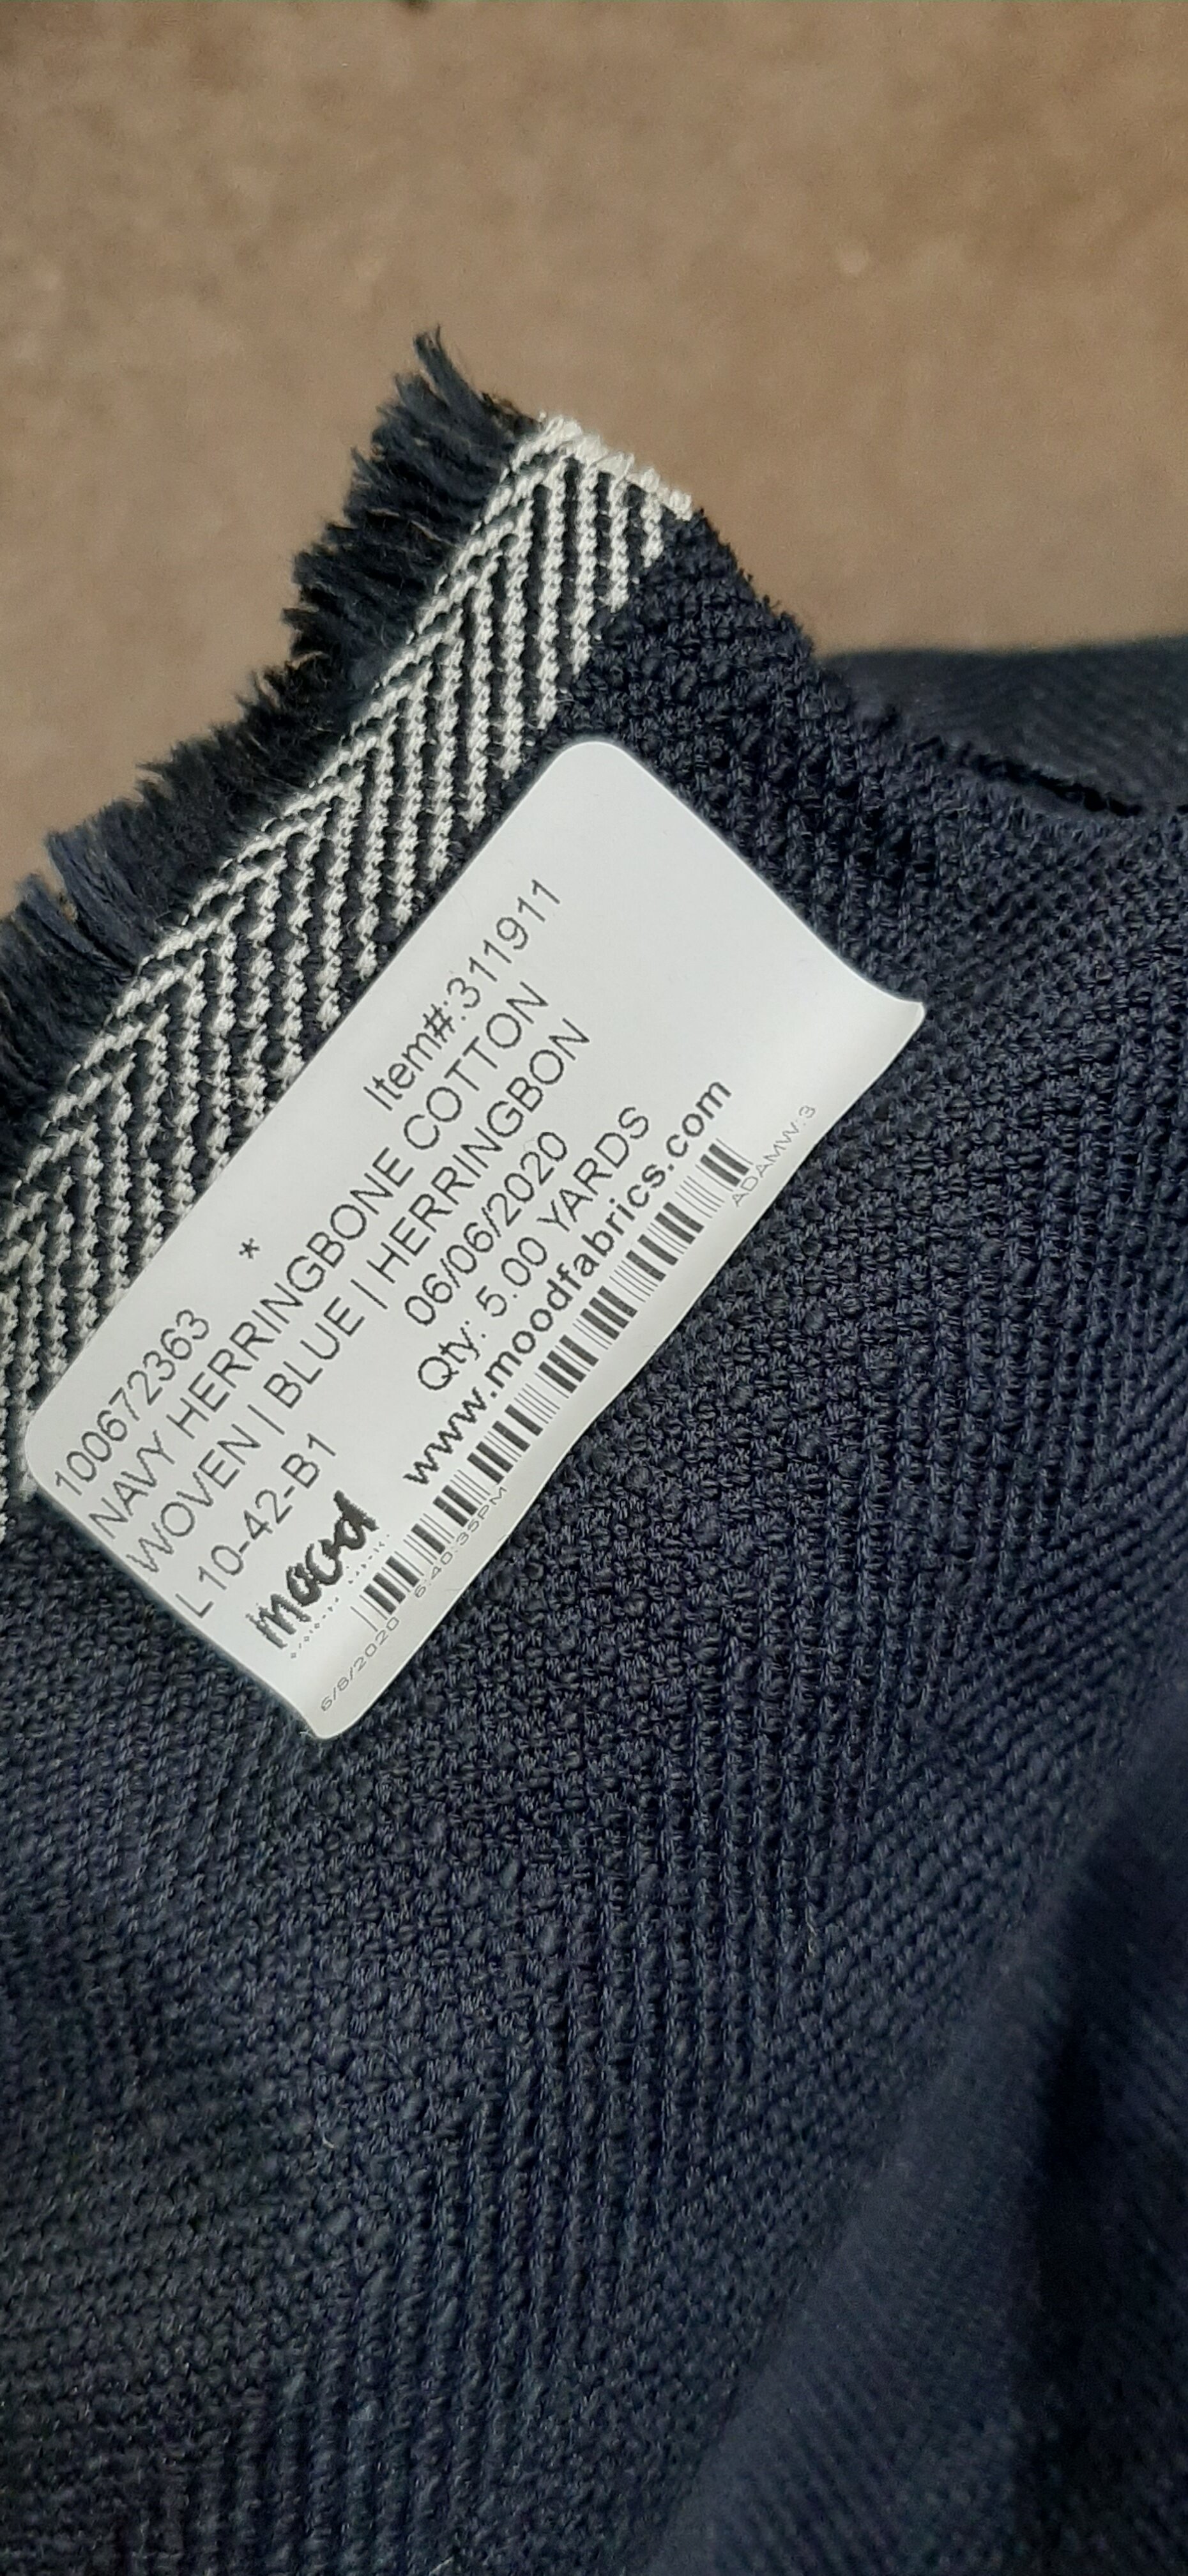 100672363 * Item#:311911
NAVY HERRINGBONE COTTON
WOVEN | BLUE | HERRINGBON
L10-42-B1 06/06/2020
Qty: 5.00 YARDS
mood www.moodfabrics.com
6/8/2020 6:40:35PM ADAMW.3